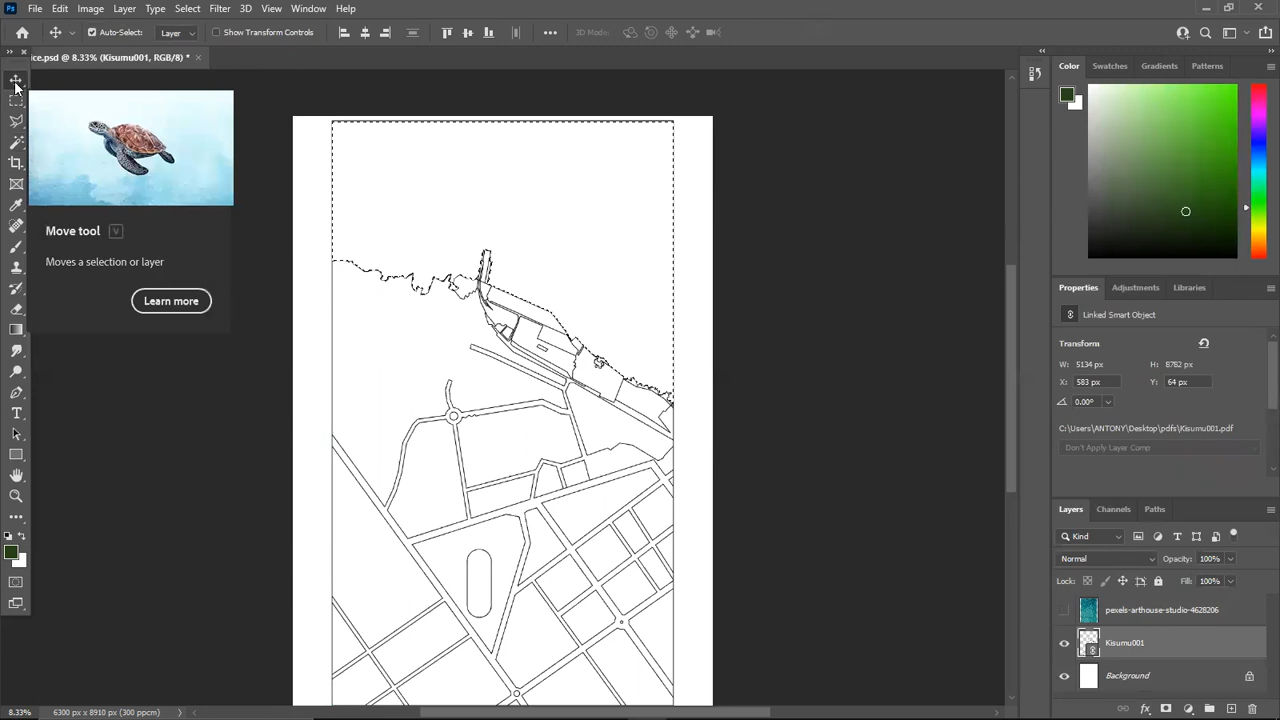 Ps File Edit Image Layer Type Select Filter 3D View Window Help
Auto-Select: Layer Show Transform Controls 3D Mode:
ice.psd @ 8.33% (Kisumu001, RGB/8) *
Move tool V
Moves a selection or layer
Learn more
Color Swatches Gradients Patterns
Properties Adjustments Libraries
Linked Smart Object
Transform
W: 5134 px H: 8782 px
X: 583 px Y: 64 px
0.00°
C:\Users\ANTONY\Desktop\pdfs\Kisumu001.pdf
Don't Apply Layer Comp
Layers Channels Paths
Kind
Normal Opacity: 100%
Lock: Fill: 100%
pexels-arthouse-studio-4628206
Kisumu001
Background
8.33% 6300 px x 8910 px (300 ppcm)